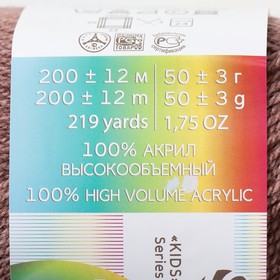 200 ± 12 м 50 ± 3 г
200 ± 12 m 50 ± 3 g
219 yards 1,75 OZ
100% АКРИЛ
ВЫСОКООБЪЕМНЫЙ
100% HIGH VOLUME ACRYLIC
«KIDS
Series